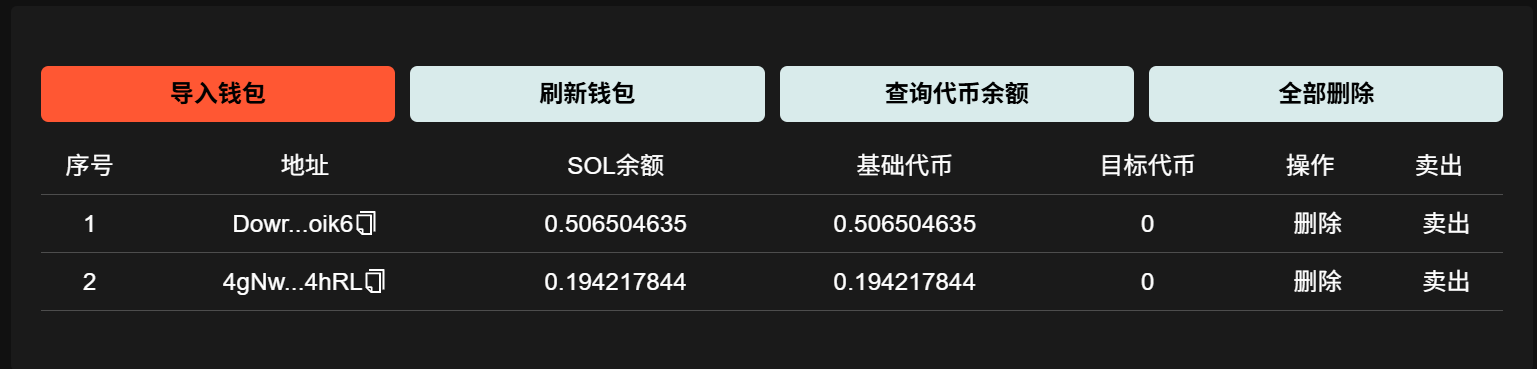 导入钱包 刷新钱包 查询代币余额 全部删除
序号 地址 SOL余额 基础代币 目标代币 操作 卖出
1 Dowr...oik6 0.506504635 0.506504635 0 删除 卖出
2 4gNw...4hRL 0.194217844 0.194217844 0 删除 卖出